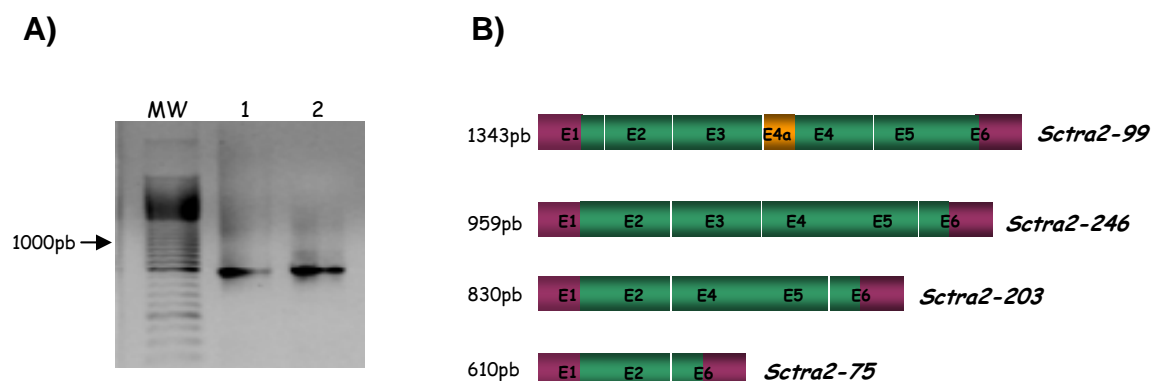 A)
B)
MW 1 2
1000pb
1343pb E1 E2 E3 E4a E4 E5 E6 Sctra2-99
959pb E1 E2 E3 E4 E5 E6 Sctra2-246
830pb E1 E2 E4 E5 E6 Sctra2-203
610pb E1 E2 E6 Sctra2-75